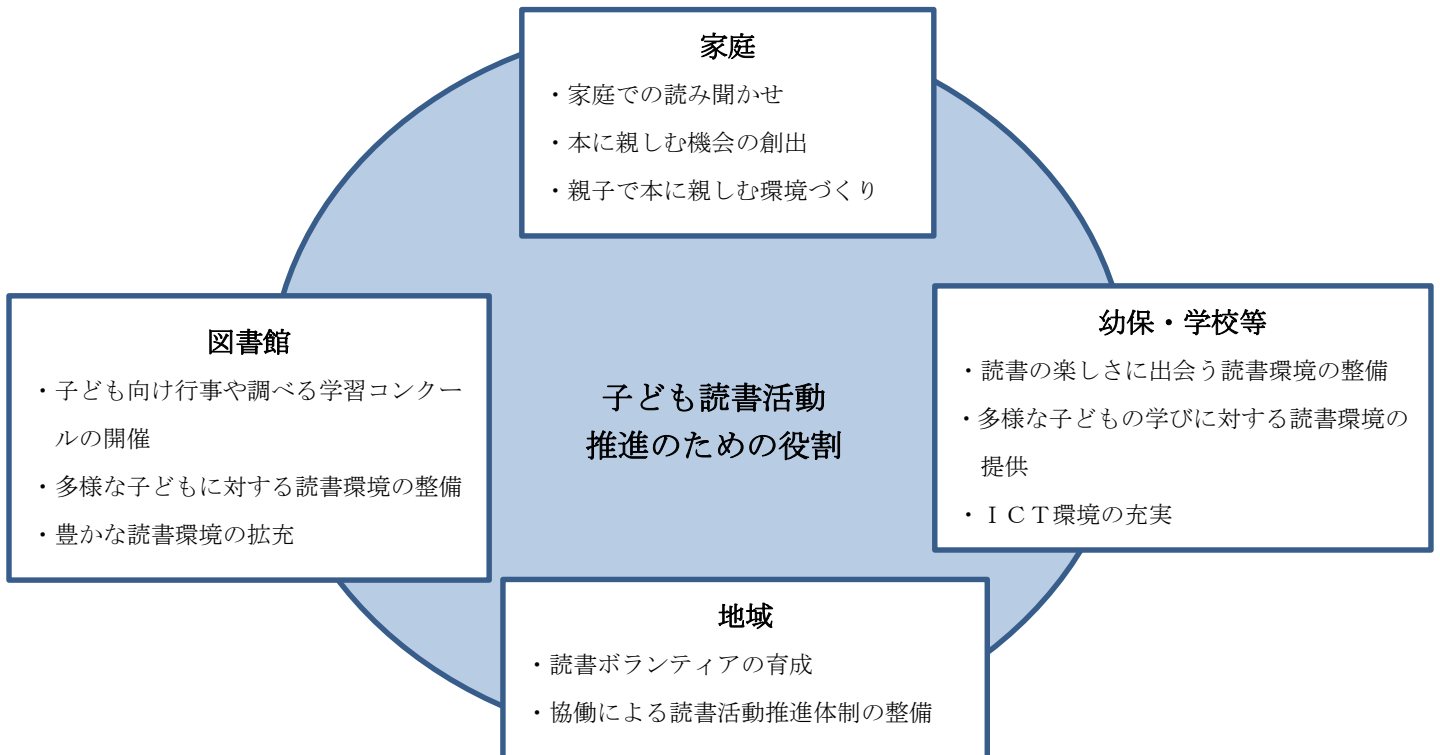 家庭
・家庭での読み聞かせ
・本に親しむ機会の創出
・親子で本に親しむ環境づくり
図書館
・子ども向け行事や調べる学習コンクー
ルの開催
・多様な子どもに対する読書環境の整備
・豊かな読書環境の拡充
子ども読書活動
推進のための役割
幼保・学校等
・読書の楽しさに出会う読書環境の整備
・多様な子どもの学びに対する読書環境の
提供
・ＩＣＴ環境の充実
地域
・読書ボランティアの育成
・協働による読書活動推進体制の整備